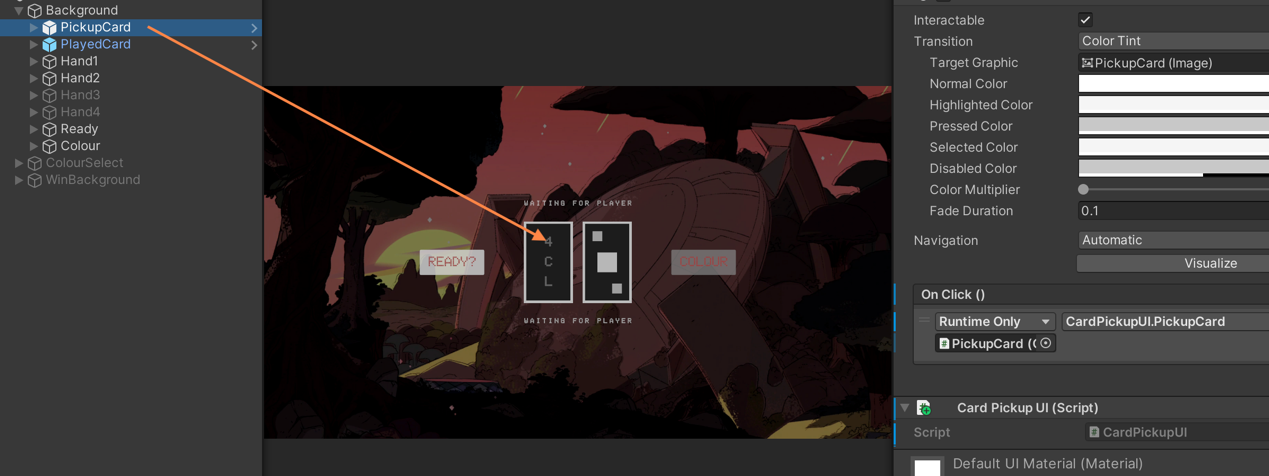 Background
PickupCard
PlayedCard
Hand1
Hand2
Hand3
Hand4
Ready
Colour
ColourSelect
WinBackground
WAITING FOR PLAYER
READY?
4
C
L
COLOUR
WAITING FOR PLAYER
Interactable
Transition Color Tint
Target Graphic PickupCard (Image)
Normal Color
Highlighted Color
Pressed Color
Selected Color
Disabled Color
Color Multiplier
Fade Duration 0.1
Navigation Automatic
Visualize
On Click ()
Runtime Only CardPickupUI.PickupCard
PickupCard ((
Card Pickup UI (Script)
Script CardPickupUI
Default UI Material (Material)